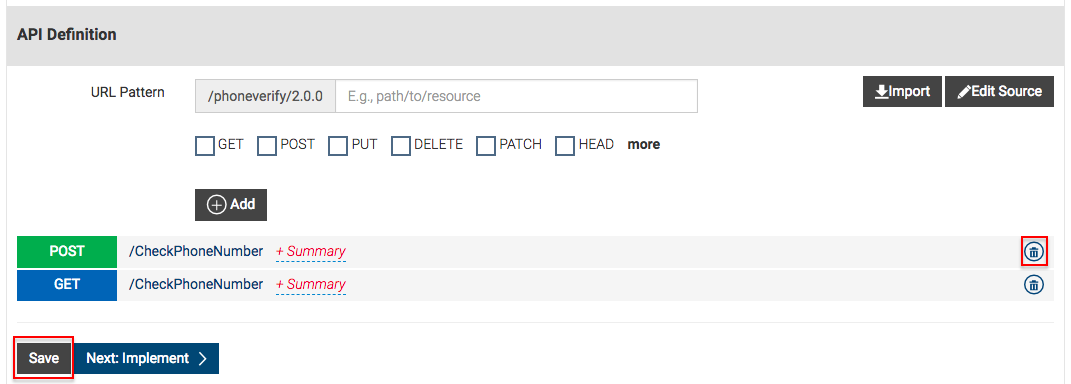 API Definition
URL Pattern /phoneverify/2.0.0 E.g., path/to/resource Import Edit Source
GET POST PUT DELETE PATCH HEAD more
Add
POST /CheckPhoneNumber + Summary
GET /CheckPhoneNumber + Summary
Save Next: Implement